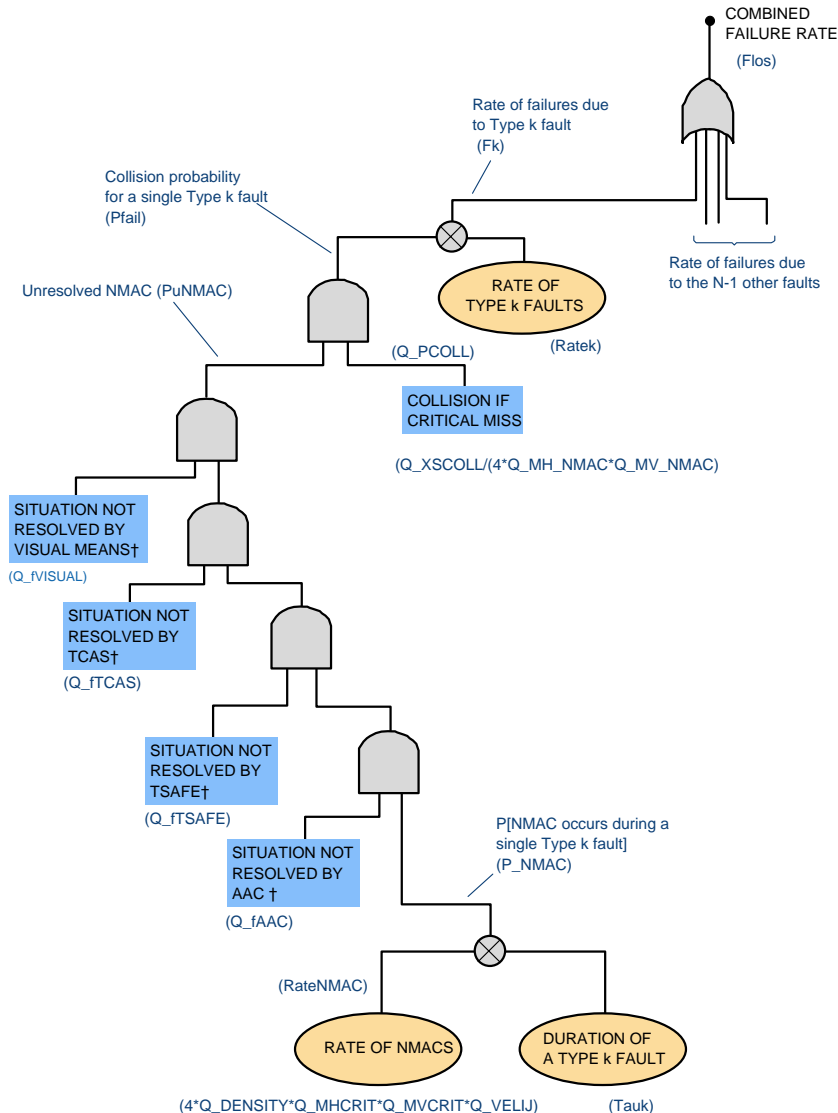 COMBINED
FAILURE RATE
(Flos)
Rate of failures due
to Type k fault
(Fk)
Collision probability
for a single Type k fault
(Pfail)
Rate of failures due
to the N-1 other faults
Unresolved NMAC (PuNMAC)
RATE OF
TYPE k FAULTS
(Ratek)
(Q_PCOLL)
COLLISION IF
CRITICAL MISS
(Q_XSCOLL/(4*Q_MH_NMAC*Q_MV_NMAC)
SITUATION NOT
RESOLVED BY
VISUAL MEANS†
(Q_fVISUAL)
SITUATION NOT
RESOLVED BY
TCAS†
(Q_fTCAS)
SITUATION NOT
RESOLVED BY
TSAFE†
(Q_fTSAFE)
SITUATION NOT
RESOLVED BY
AAC †
(Q_fAAC)
P[NMAC occurs during a
single Type k fault]
(P_NMAC)
(RateNMAC)
RATE OF NMACS
DURATION OF
A TYPE k FAULT
(4*Q_DENSITY*Q_MHCRIT*Q_MVCRIT*Q_VELIJ)
(Tauk)